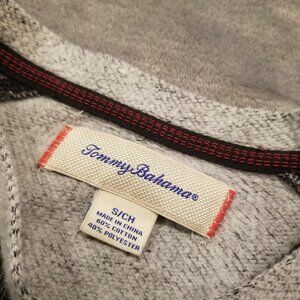 Tommy Bahama®
S/CH
MADE IN CHINA
60% COTTON
40% POLYESTER